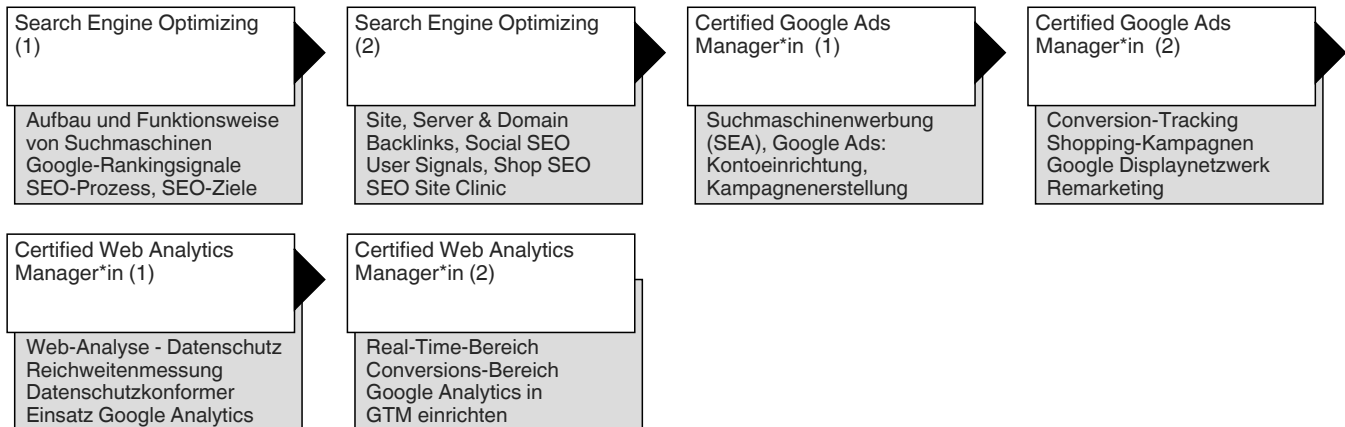 Search Engine Optimizing
(1)
Aufbau und Funktionsweise
von Suchmaschinen
Google-Rankingsignale
SEO-Prozess, SEO-Ziele
Search Engine Optimizing
(2)
Site, Server & Domain
Backlinks, Social SEO
User Signals, Shop SEO
SEO Site Clinic
Certified Google Ads
Manager*in (1)
Suchmaschinenwerbung
(SEA), Google Ads:
Kontoeinrichtung,
Kampagnenerstellung
Certified Google Ads
Manager*in (2)
Conversion-Tracking
Shopping-Kampagnen
Google Displaynetzwerk
Remarketing
Certified Web Analytics
Manager*in (1)
Web-Analyse - Datenschutz
Reichweitenmessung
Datenschutzkonformer
Einsatz Google Analytics
Certified Web Analytics
Manager*in (2)
Real-Time-Bereich
Conversions-Bereich
Google Analytics in
GTM einrichten